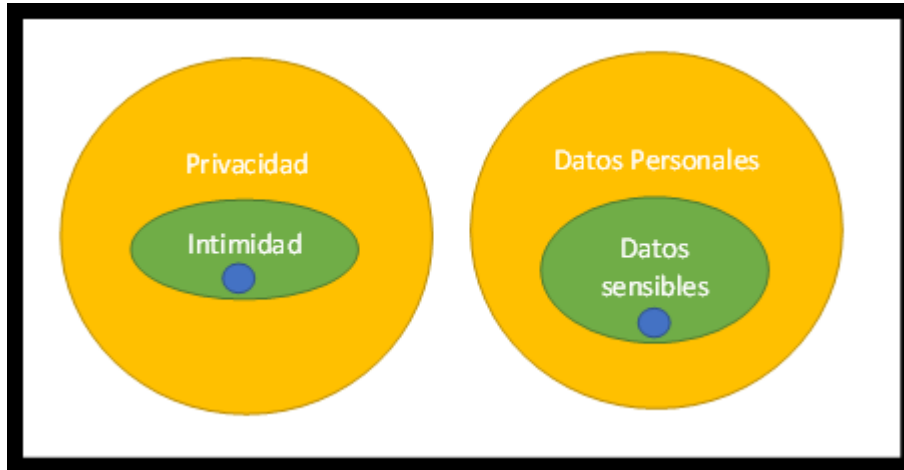 Privacidad
Intimidad
Datos Personales
Datos
sensibles